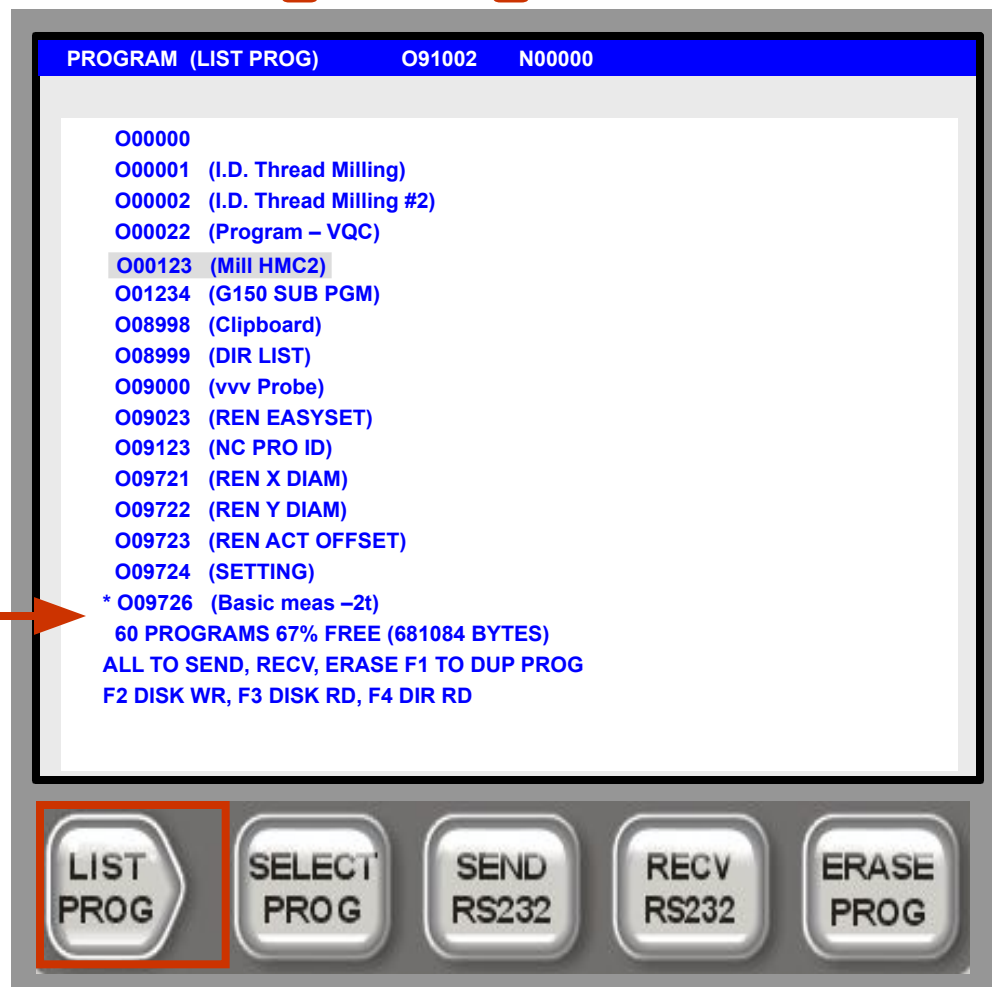 PROGRAM (LIST PROG) O91002 N00000
O00000
O00001 (I.D. Thread Milling)
O00002 (I.D. Thread Milling #2)
O00022 (Program – VQC)
O00123 (Mill HMC2)
O01234 (G150 SUB PGM)
O08998 (Clipboard)
O08999 (DIR LIST)
O09000 (vvv Probe)
O09023 (REN EASYSET)
O09123 (NC PRO ID)
O09721 (REN X DIAM)
O09722 (REN Y DIAM)
O09723 (REN ACT OFFSET)
O09724 (SETTING)
* O09726 (Basic meas –2t)
60 PROGRAMS 67% FREE (681084 BYTES)
ALL TO SEND, RECV, ERASE F1 TO DUP PROG
F2 DISK WR, F3 DISK RD, F4 DIR RD
LIST PROG
SELECT PROG
SEND RS232
RECV RS232
ERASE PROG